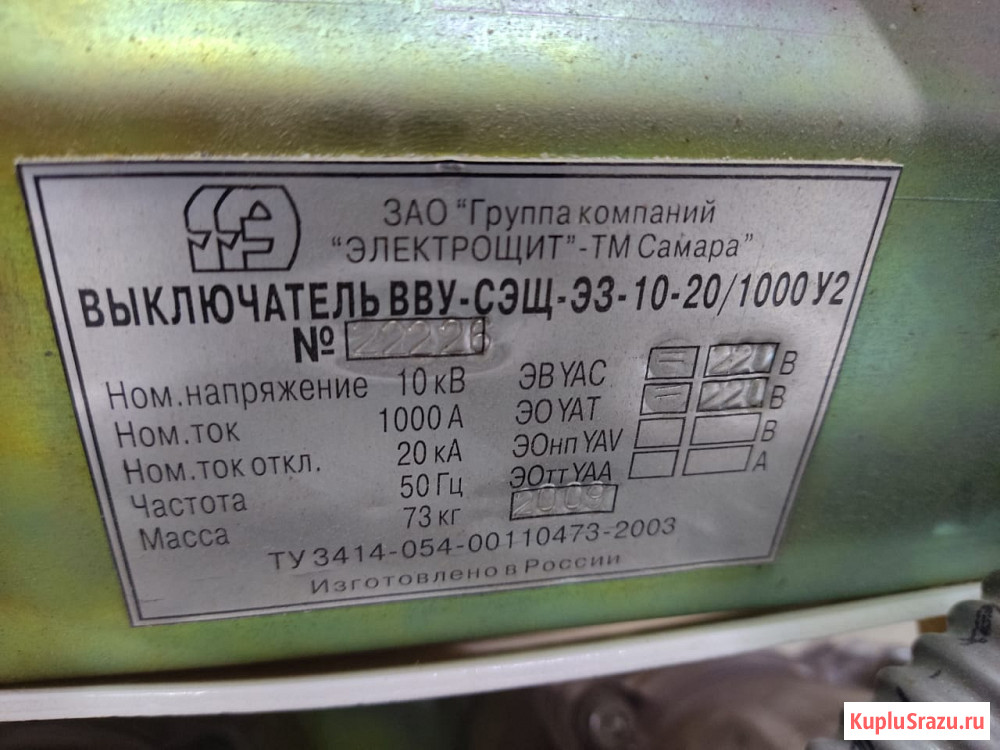 ЗАО "Группа компаний
"ЭЛЕКТРОЩИТ"-ТМ Самара"
ВЫКЛЮЧАТЕЛЬ ВВУ-СЭЩ-ЭЗ-10-20/1000 У2
№ 22226
Ном.напряжение 10 кВ
Ном.ток 1000 А
Ном.ток откл. 20 кА
Частота 50 Гц
Масса 73 кг
ЭВ YAC = 220 В
ЭО YAT = 220 В
ЭОнп YAV В
ЭОтт YAA А
2009
ТУ 3414-054-00110473-2003
Изготовлено в России
KupluSrazu.ru